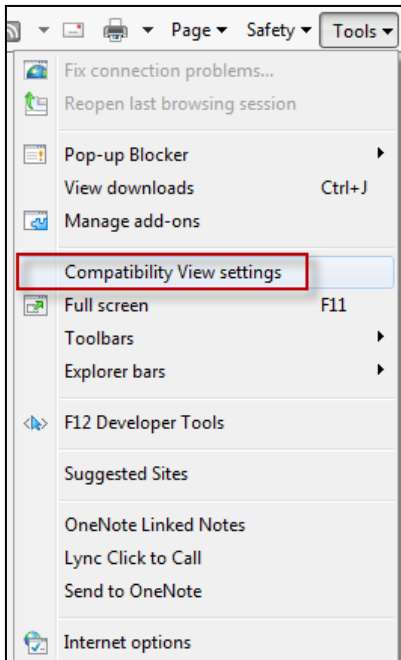 Page Safety Tools
Fix connection problems...
Reopen last browsing session
Pop-up Blocker
View downloads Ctrl+J
Manage add-ons
Compatibility View settings
Full screen F11
Toolbars
Explorer bars
F12 Developer Tools
Suggested Sites
OneNote Linked Notes
Lync Click to Call
Send to OneNote
Internet options